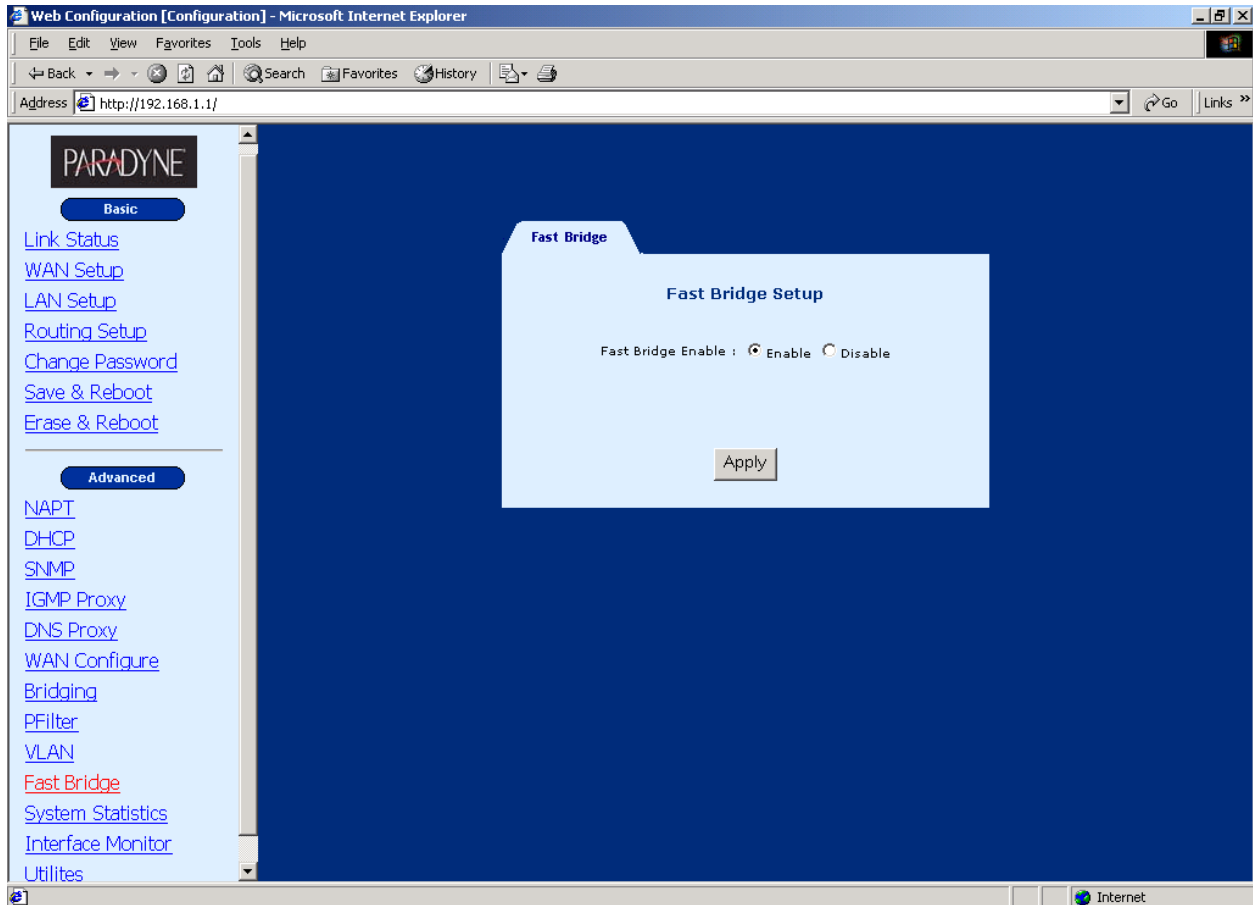 Web Configuration [Configuration] - Microsoft Internet Explorer
File Edit View Favorites Tools Help
Back Search Favorites History
Address http://192.168.1.1/ Go Links »
PARADYNE
Basic
Link Status
WAN Setup
LAN Setup
Routing Setup
Change Password
Save & Reboot
Erase & Reboot
Advanced
NAPT
DHCP
SNMP
IGMP Proxy
DNS Proxy
WAN Configure
Bridging
PFilter
VLAN
Fast Bridge
System Statistics
Interface Monitor
Utilites
Fast Bridge
Fast Bridge Setup
Fast Bridge Enable : Enable Disable
Apply
Internet